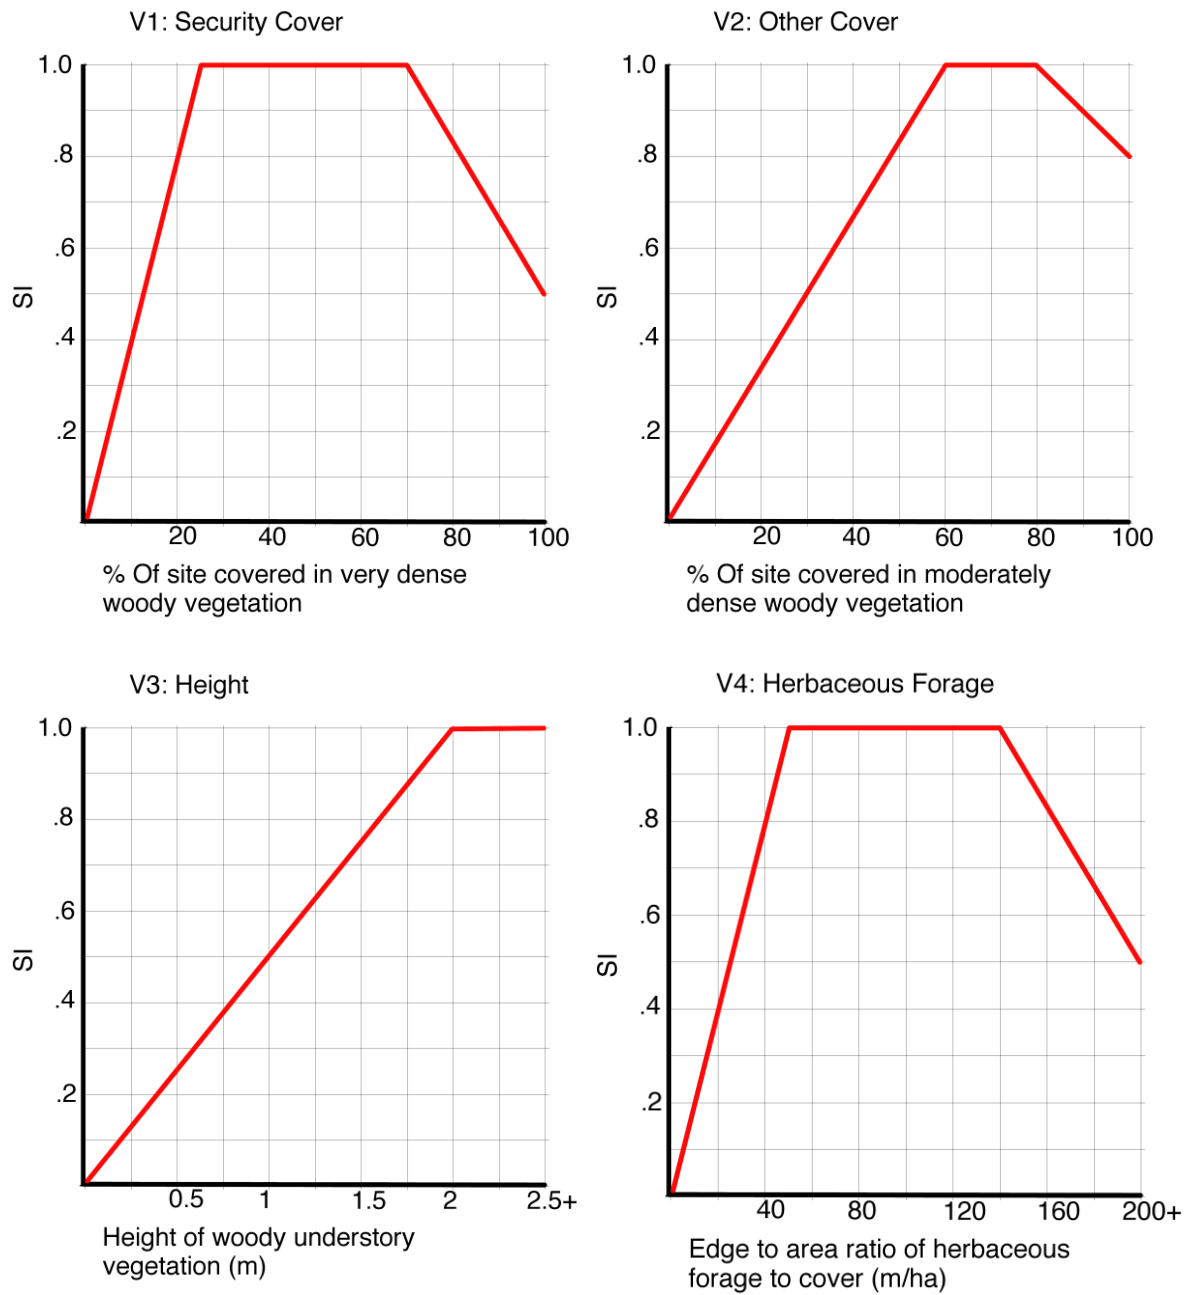 V1: Security Cover
1.0
.8
.6
.4
.2
SI
20 40 60 80 100
% Of site covered in very dense
woody vegetation
V2: Other Cover
1.0
.8
.6
.4
.2
SI
20 40 60 80 100
% Of site covered in moderately
dense woody vegetation
V3: Height
1.0
.8
.6
.4
.2
SI
0.5 1 1.5 2 2.5+
Height of woody understory
vegetation (m)
V4: Herbaceous Forage
1.0
.8
.6
.4
.2
SI
40 80 120 160 200+
Edge to area ratio of herbaceous
forage to cover (m/ha)